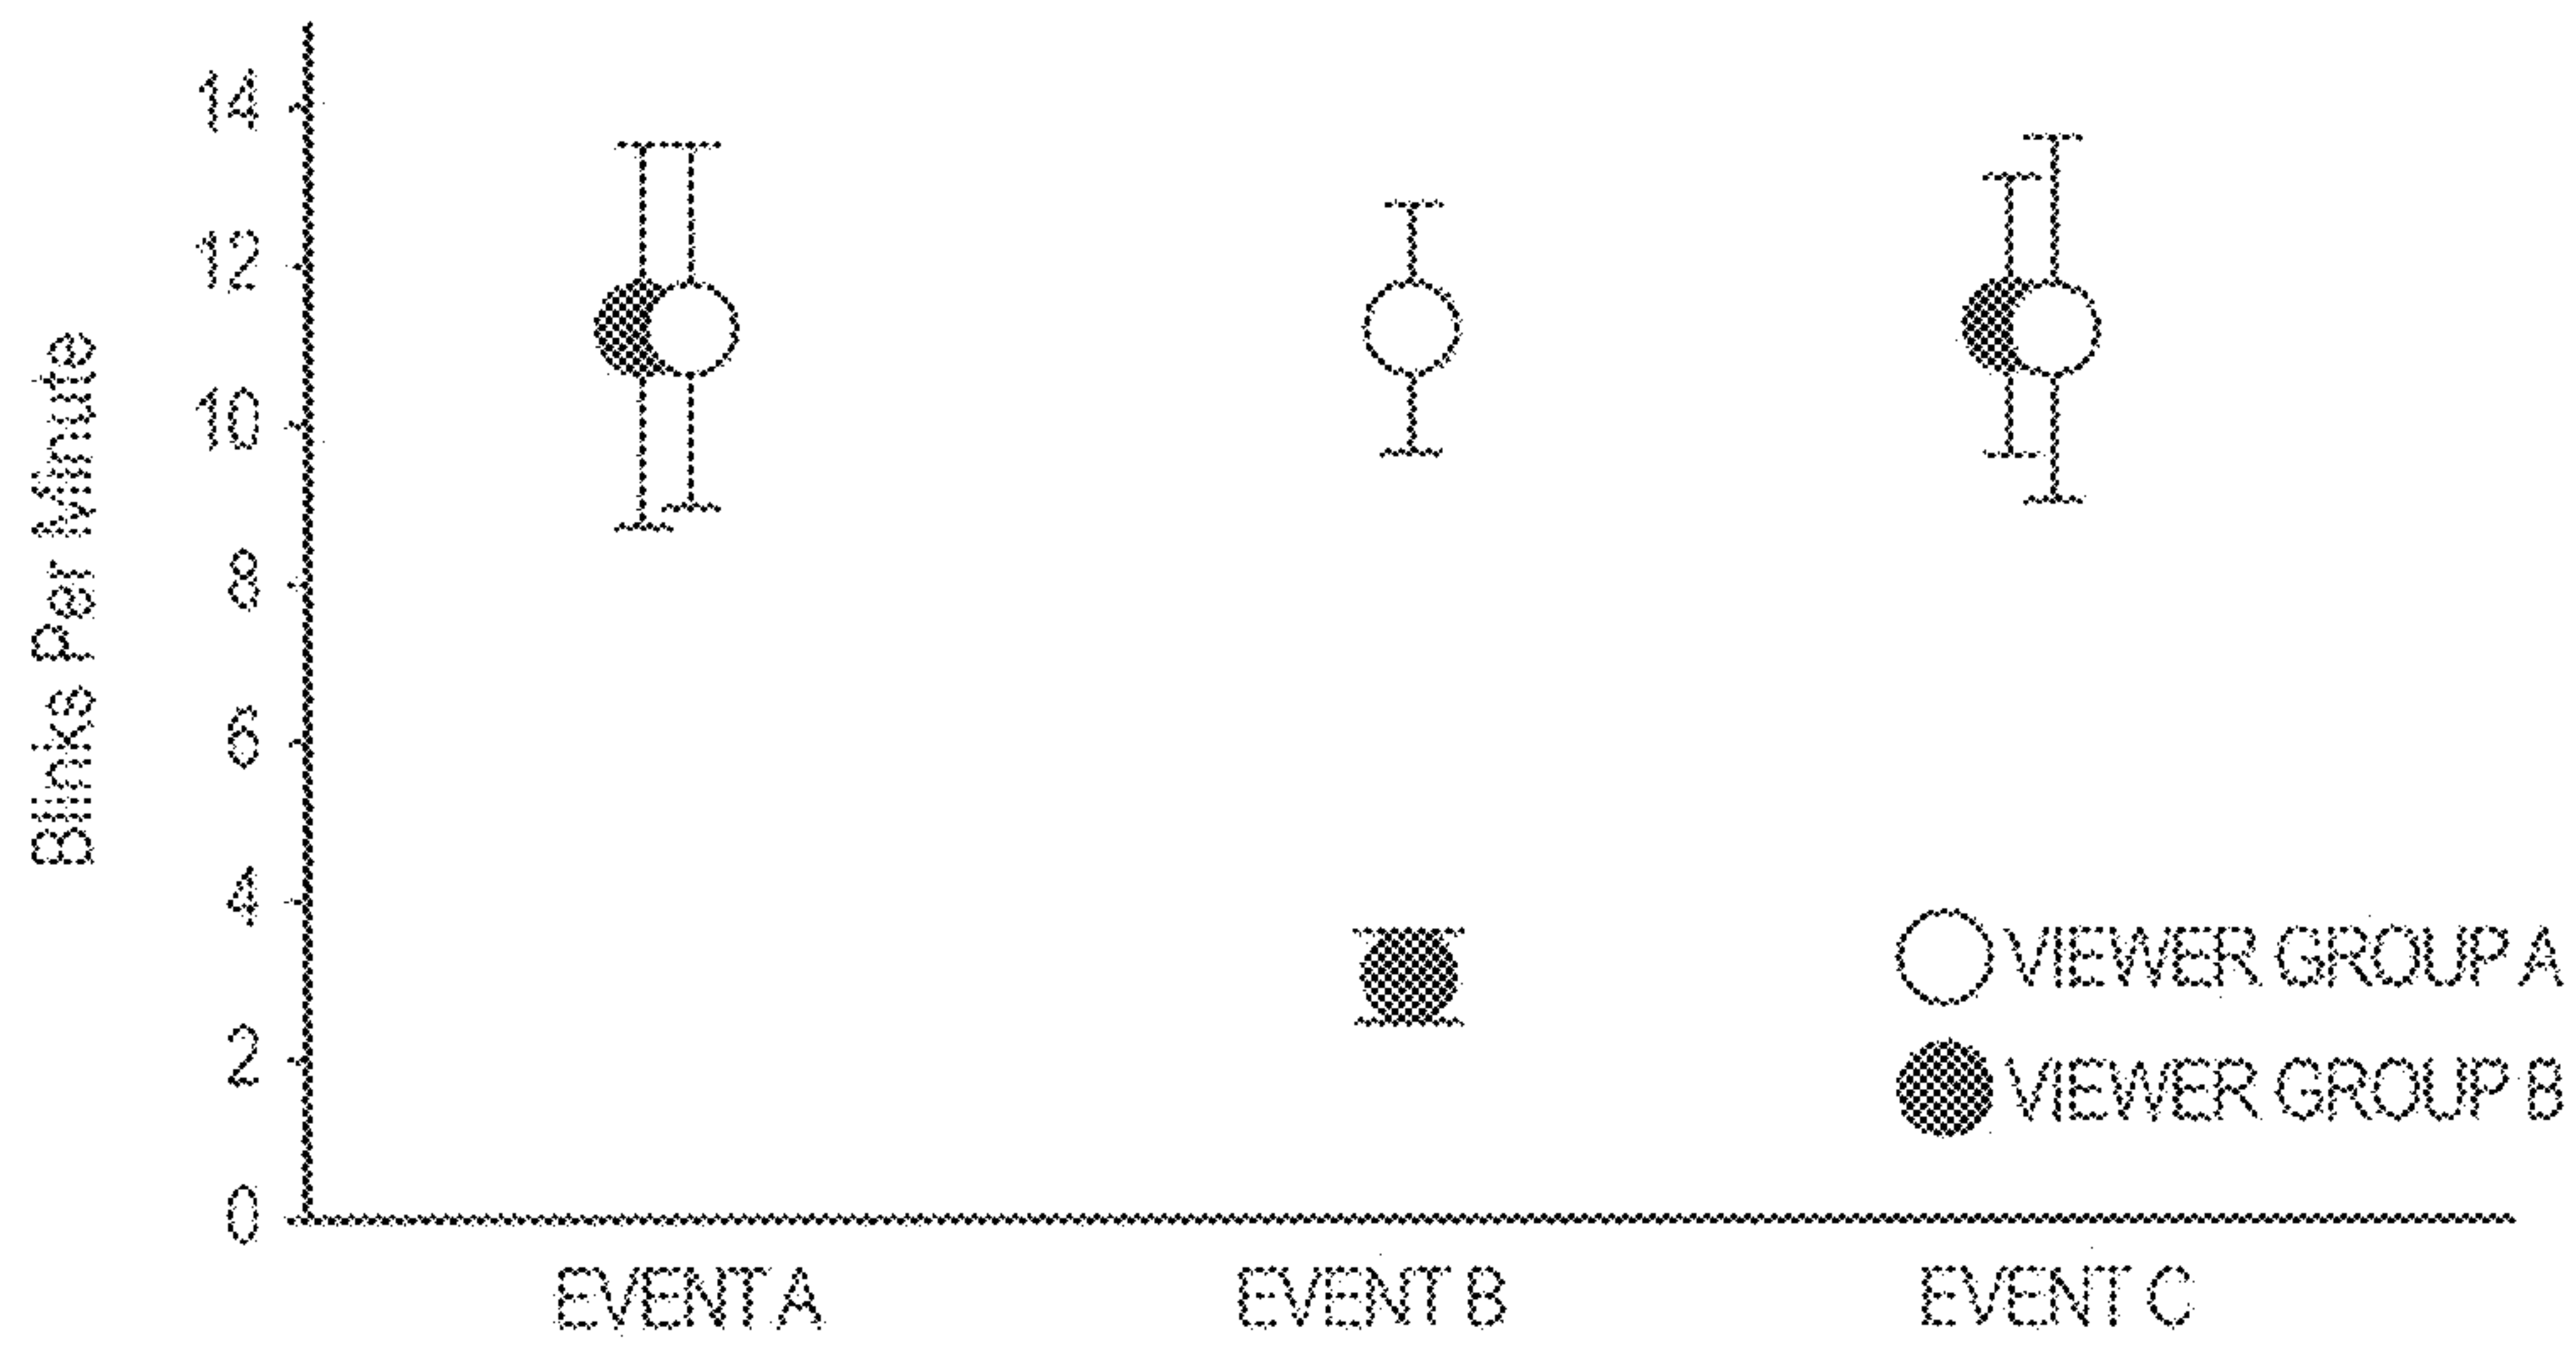 Blinks Per Minute
14
12
10
8
6
4
2
0
EVENT A
EVENT B
EVENT C
VIEWER GROUP A
VIEWER GROUP B